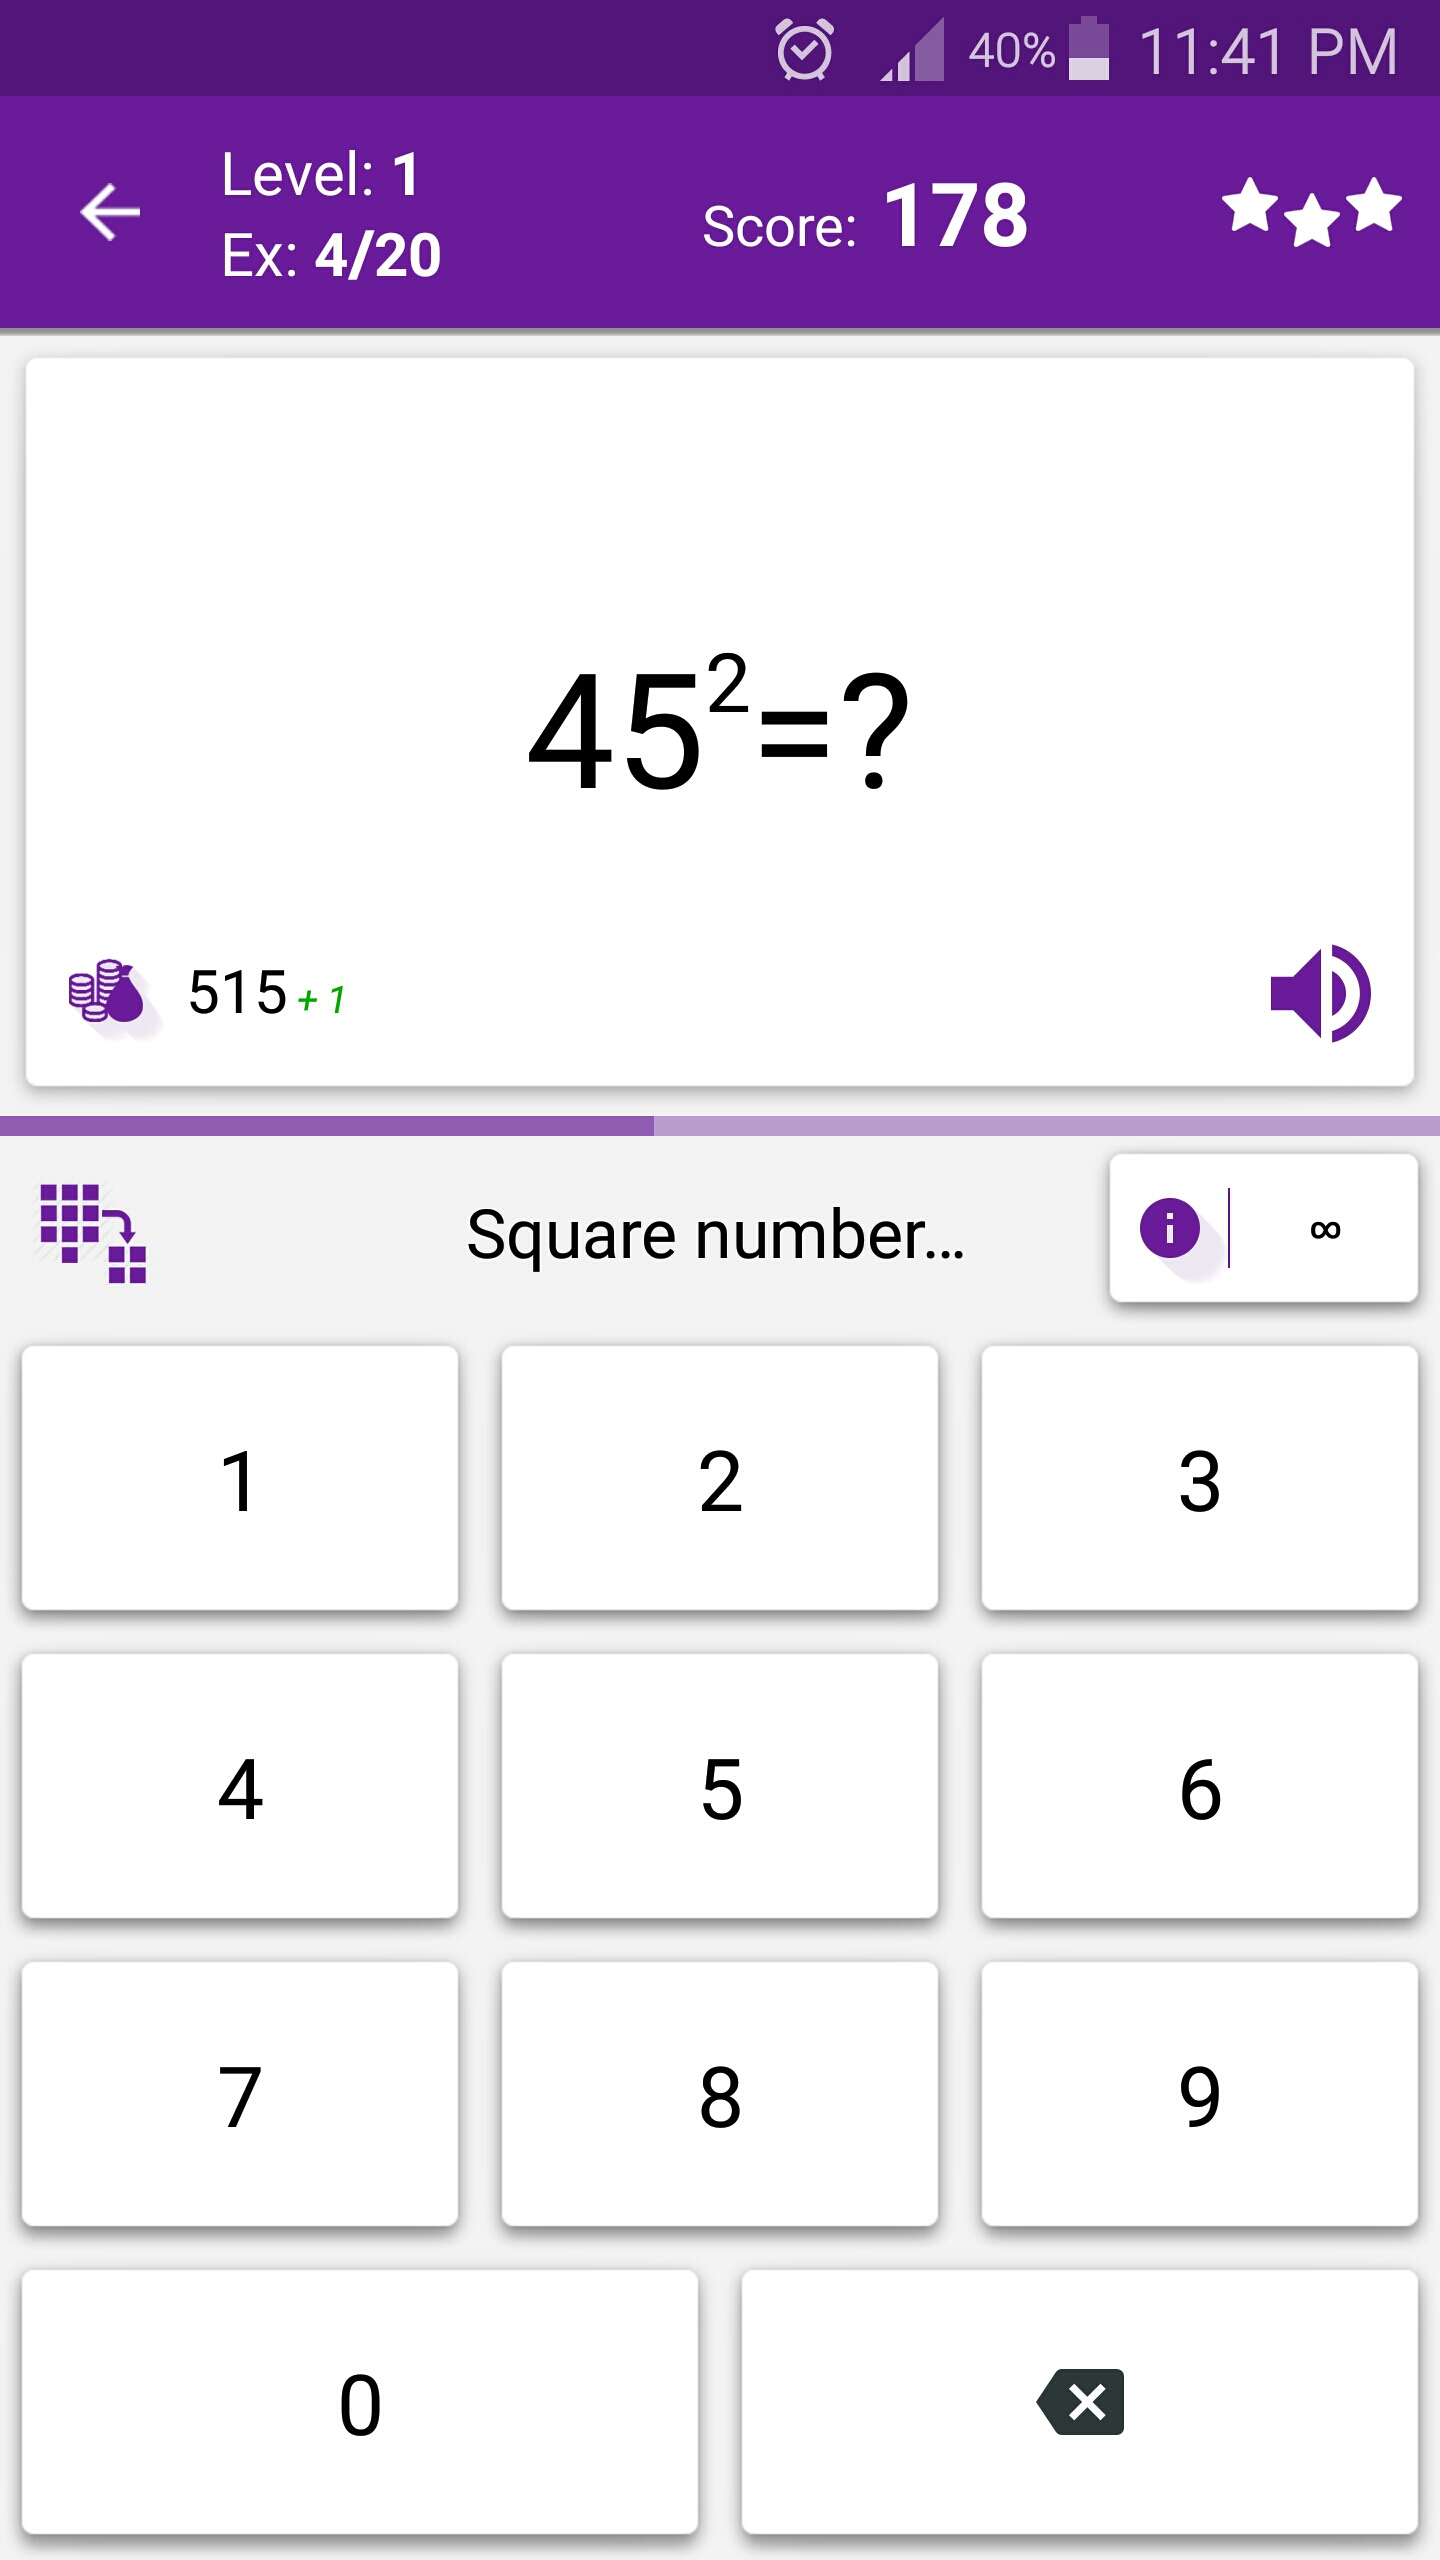 40% 11:41 PM
Level: 1
Ex: 4/20
Score: 178
45²=?
515 + 1
Square number...
i ∞
1 2 3
4 5 6
7 8 9
0